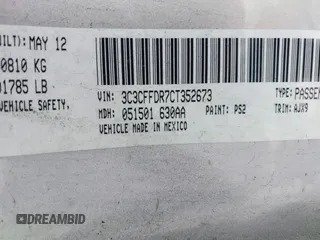 UILT): MAY 12
0810 KG
01785 LB
VEHICLE SAFETY.
VIN: 3C3CFFDR7CT352673
TYPE: PASSEN
MDH: 051501 630AA
PAINT: PS2
TRIM: AJX9
VEHICLE MADE IN MEXICO
DREAMBID